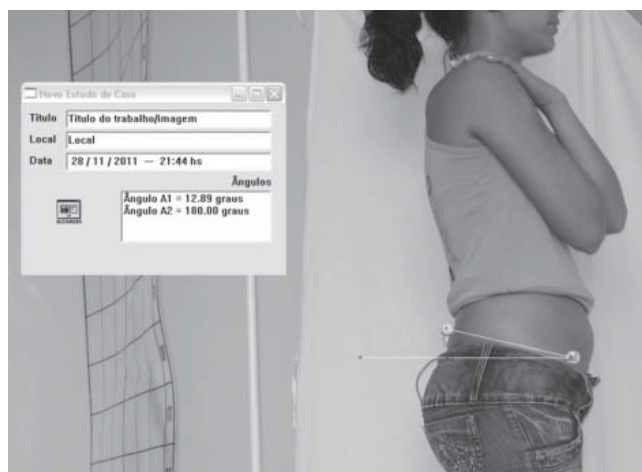 Novo Estudo de Caso
Título Título do trabalho/imagem
Local Local
Data 28 / 11 / 2011 — 21:44 hs
Ângulos
Ângulo A1 = 12.89 graus
Ângulo A2 = 180.00 graus